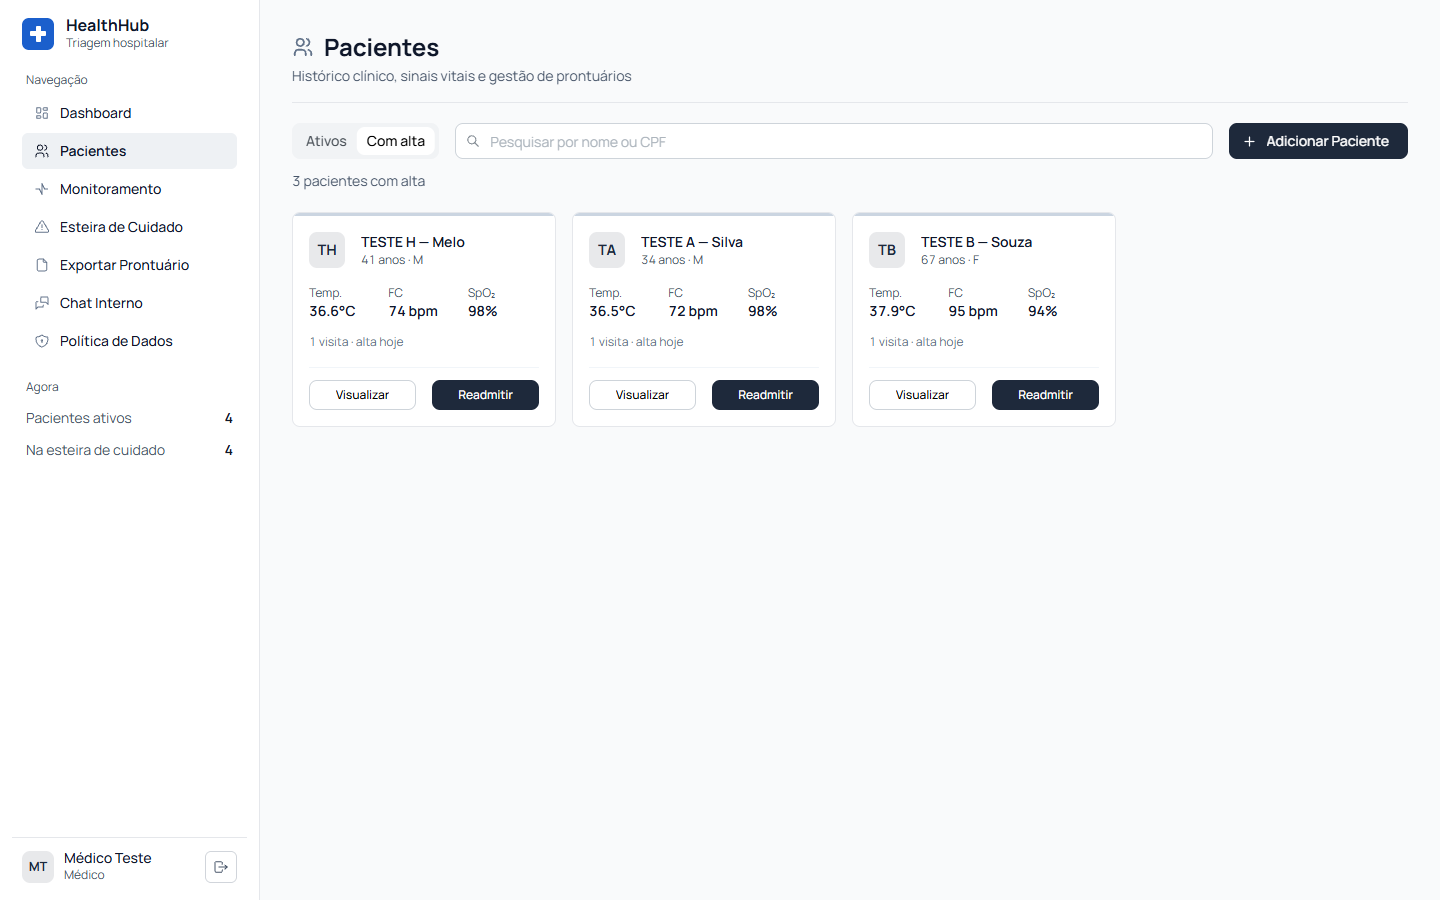 HealthHub
Triagem hospitalar
Navegação
Dashboard
Pacientes
Monitoramento
Esteira de Cuidado
Exportar Prontuário
Chat Interno
Política de Dados
Agora
Pacientes ativos 4
Na esteira de cuidado 4
MT
Médico Teste
Médico
Pacientes
Histórico clínico, sinais vitais e gestão de prontuários
Ativos Com alta Pesquisar por nome ou CPF Adicionar Paciente
3 pacientes com alta
TH
TESTE H — Melo
41 anos · M
Temp. FC SpO₂
36.6°C 74 bpm 98%
1 visita · alta hoje
Visualizar Readmitir
TA
TESTE A — Silva
34 anos · M
Temp. FC SpO₂
36.5°C 72 bpm 98%
1 visita · alta hoje
Visualizar Readmitir
TB
TESTE B — Souza
67 anos · F
Temp. FC SpO₂
37.9°C 95 bpm 94%
1 visita · alta hoje
Visualizar Readmitir